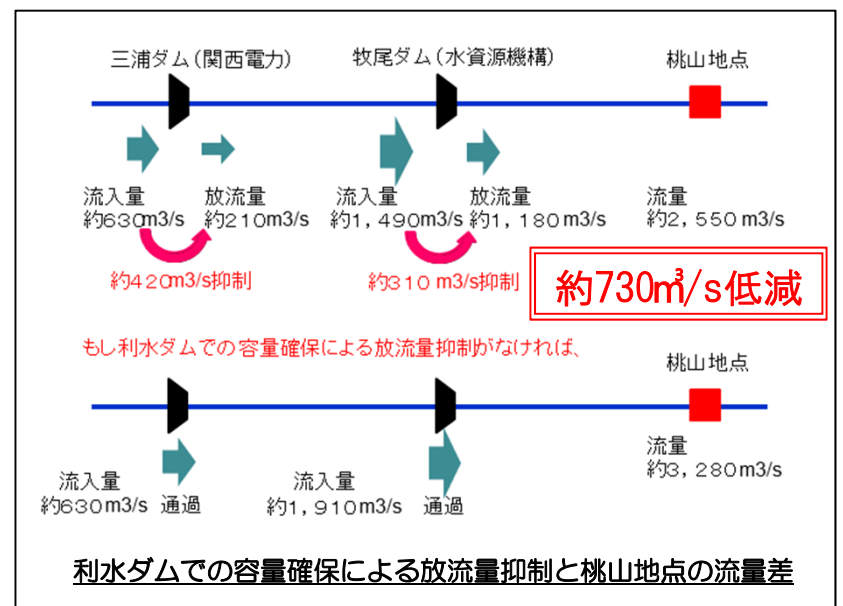 三浦ダム(関西電力)
牧尾ダム(水資源機構)
桃山地点
流入量
約630m3/s
放流量
約210m3/s
流入量
約1,490m3/s
放流量
約1,180m3/s
流量
約2,550m3/s
約420m3/s抑制
約310m3/s抑制
約730㎥/s低減
もし利水ダムでの容量確保による放流量抑制がなければ、
桃山地点
流入量
約630m3/s
通過
流入量
約1,910m3/s
通過
流量
約3,280m3/s
利水ダムでの容量確保による放流量抑制と桃山地点の流量差